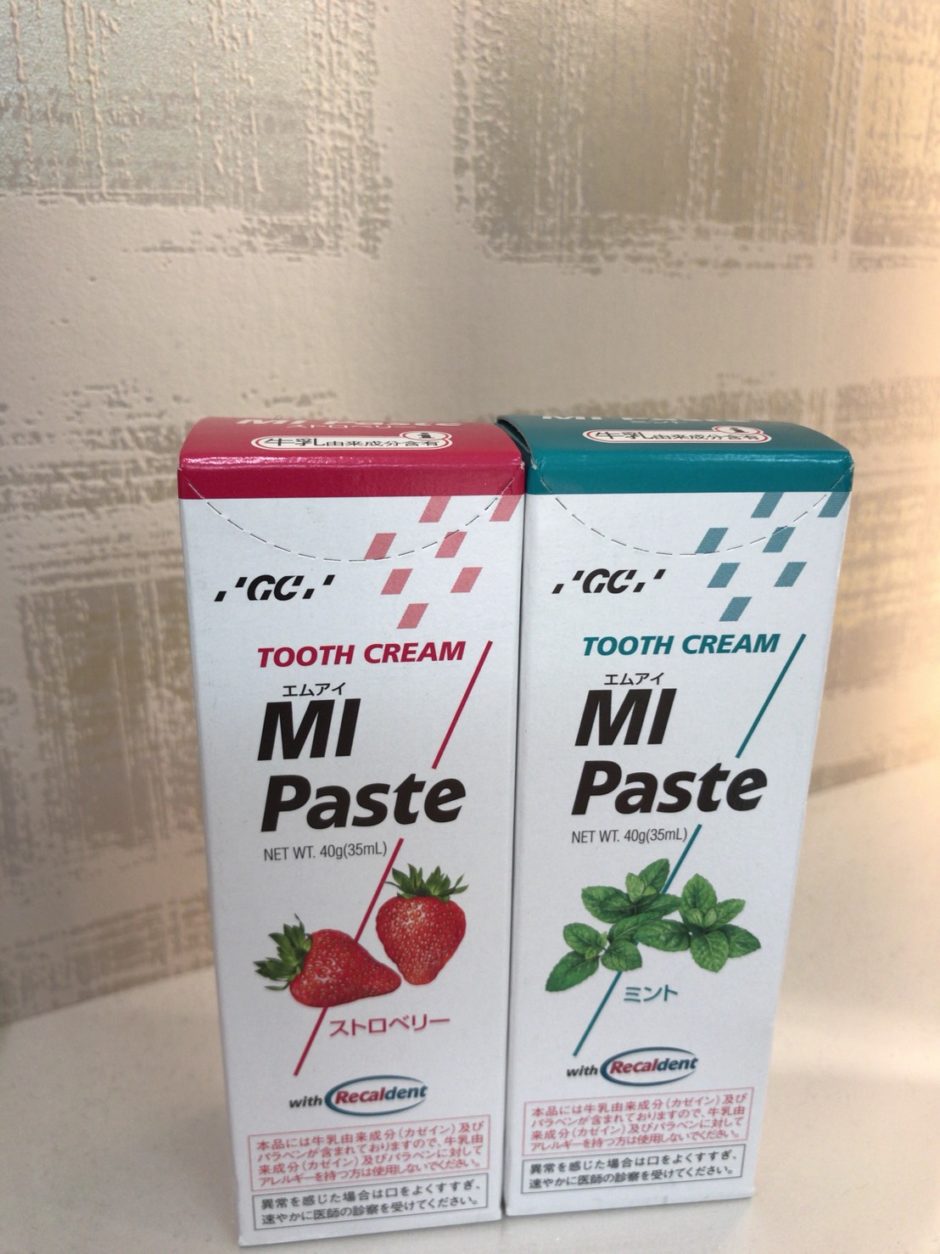 MI Paste
ストロベリー
牛乳由来成分含有
GC
TOOTH CREAM
エムアイ
MI
Paste
NET WT. 40g(35mL)
ストロベリー
with Recaldent
本品には牛乳由来成分(カゼイン)及び
パラベンが含まれておりますので、牛乳由
来成分(カゼイン)及びパラベンに対して
アレルギーを持つ方は使用しないでください。
異常を感じた場合は口をよくすすぎ、
速やかに医師の診察を受けてください。
MI Paste
牛乳由来成分含有
GC
TOOTH CREAM
エムアイ
MI
Paste
NET WT. 40g(35mL)
ミント
with Recaldent
本品には牛乳由来成分(カゼイン)及び
パラベンが含まれておりますので、牛乳由
来成分(カゼイン)及びパラベンに対して
アレルギーを持つ方は使用しないでください。
異常を感じた場合は口をよくすすぎ、
速やかに医師の診察を受けてください。